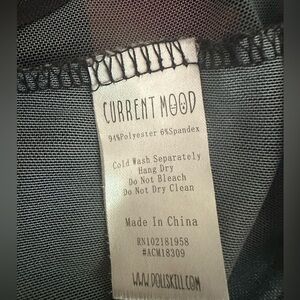 CURRENT MOOD
94%Polyester 6%Spandex
Cold Wash Separately
Hang Dry
Do Not Bleach
Do Not Dry Clean
Made In China
RN102181958
#ACM18309
WWW.DOLLSKILL.COM